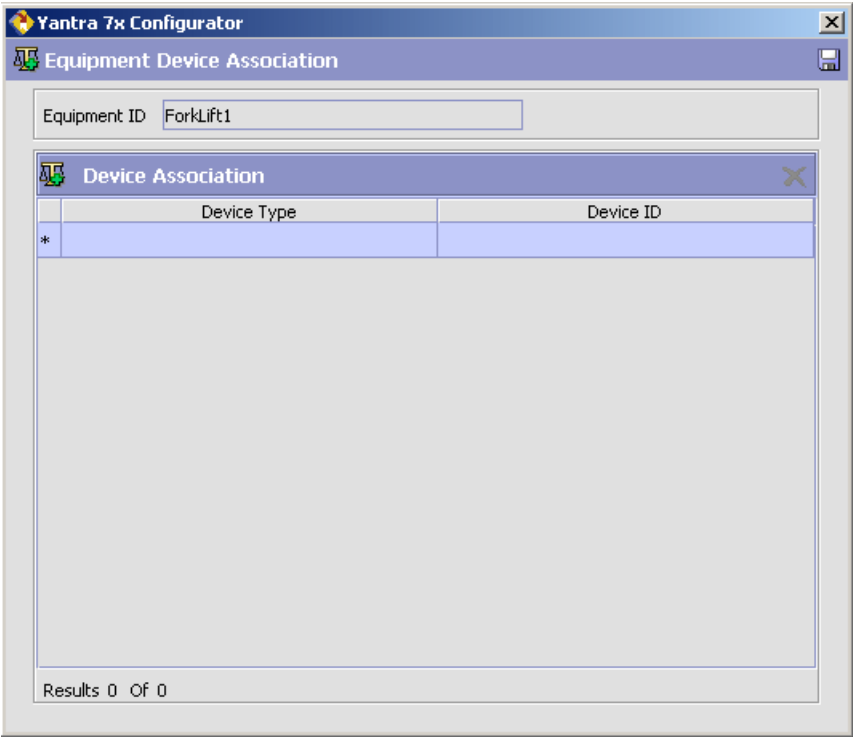 Yantra 7x Configurator
Equipment Device Association
Equipment ID ForkLift1
Device Association
Device Type Device ID
*
Results 0 Of 0